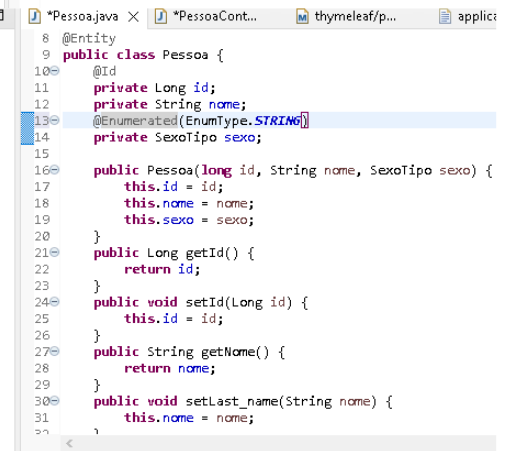 *Pessoa.java *PessoaCont... thymeleaf/p... applica
8 @Entity
9 public class Pessoa {
10 @Id
11 private Long id;
12 private String nome;
13 @Enumerated(EnumType.STRING)
14 private SexoTipo sexo;
15
16 public Pessoa(long id, String nome, SexoTipo sexo) {
17 this.id = id;
18 this.nome = nome;
19 this.sexo = sexo;
20 }
21 public Long getId() {
22 return id;
23 }
24 public void setId(Long id) {
25 this.id = id;
26 }
27 public String getNome() {
28 return nome;
29 }
30 public void setLast_name(String nome) {
31 this.nome = nome;
32 }